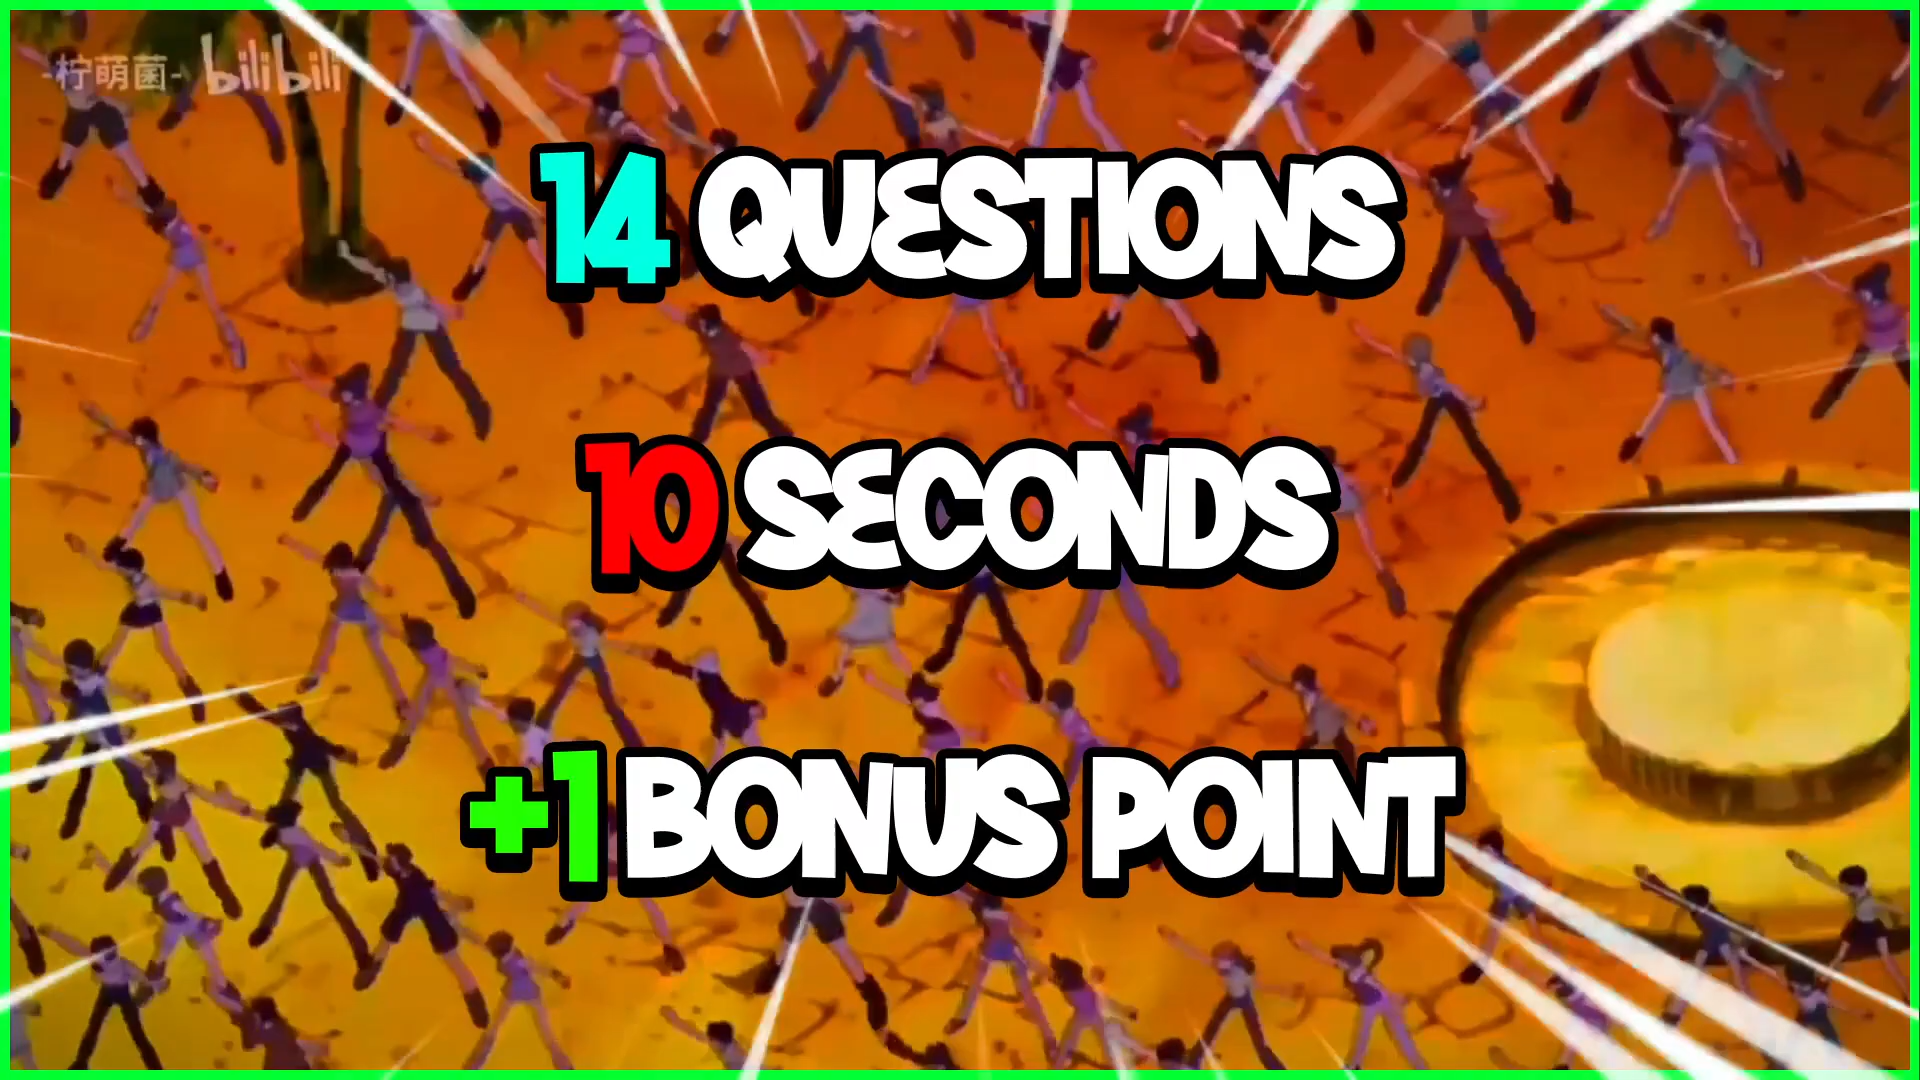 -柠萌菌- bilibili
14 QUESTIONS
10 SECONDS
+1 BONUS POINT